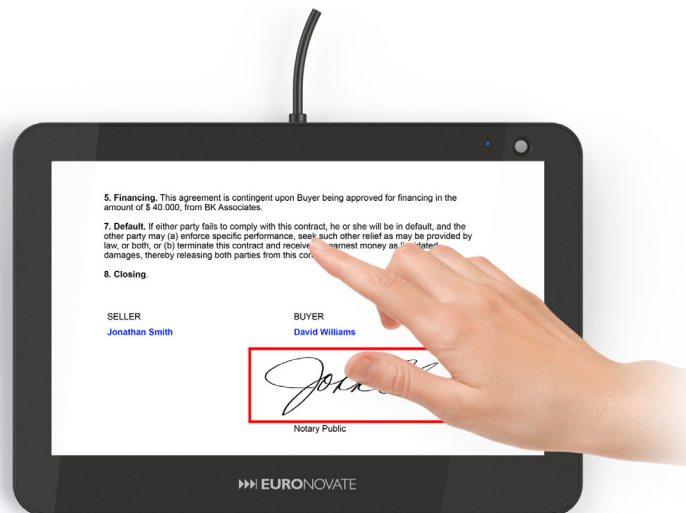 5. Financing. This agreement is contingent upon Buyer being approved for financing in the
amount of $ 40.000, from BK Associates.
7. Default. If either party fails to comply with this contract, he or she will be in default, and the
other party may (a) enforce specific performance, seek such other relief as may be provided by
law, or both, or (b) terminate this contract and receive earnest money as
damages, thereby releasing both parties from this
8. Closing.
SELLER
BUYER
Jonathan Smith
David Williams
Notary Public
EURONOVATE